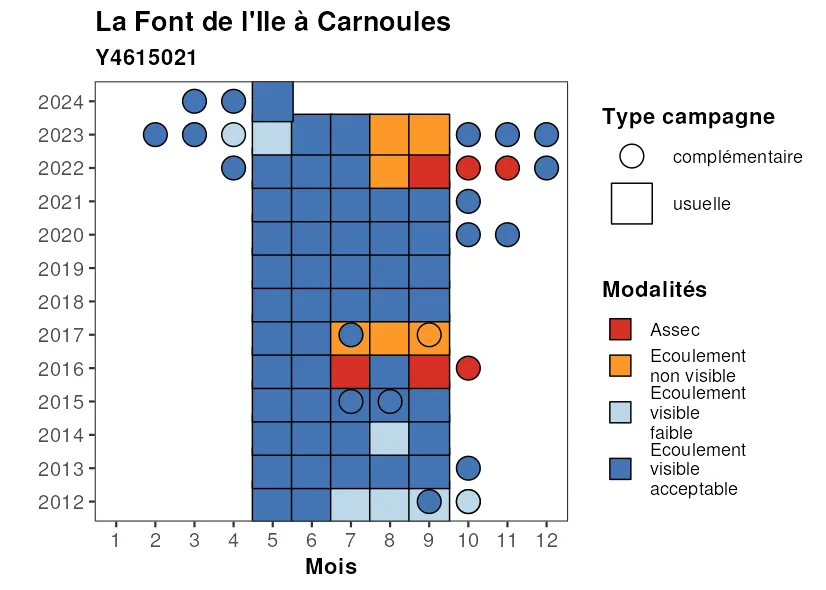 La Font de l'Ile à Carnoules
Y4615021
2024
2023
2022
2021
2020
2019
2018
2017
2016
2015
2014
2013
2012
1 2 3 4 5 6 7 8 9 10 11 12
Mois
Type campagne
complémentaire
usuelle
Modalités
Assec
Ecoulement
non visible
Ecoulement
visible
faible
Ecoulement
visible
acceptable